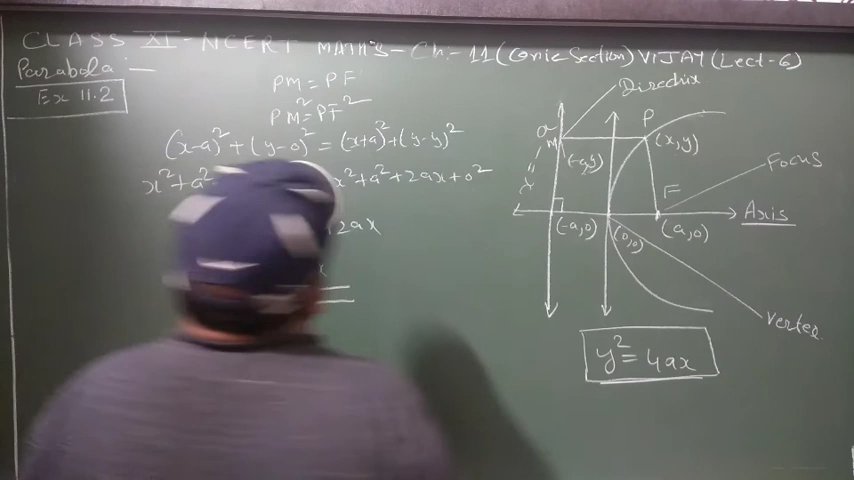 CLASS XI - NCERT MATHS - Ch. - 11 (Conic Section) VIJAY (Lect - 6)
Parabola : -
Ex 11.2
PM = PF
PM² = PF²
(x-a)² + (y-0)² = (x+a)² + (y-y)²
x² + a² x² + a² + 2ax + 0²
2ax
x
Directrix
M
P
(x,y)
(-a,y)
Focus
F
Axis
(-a,0)
(0,0)
(a,0)
Vertex
y² = 4ax